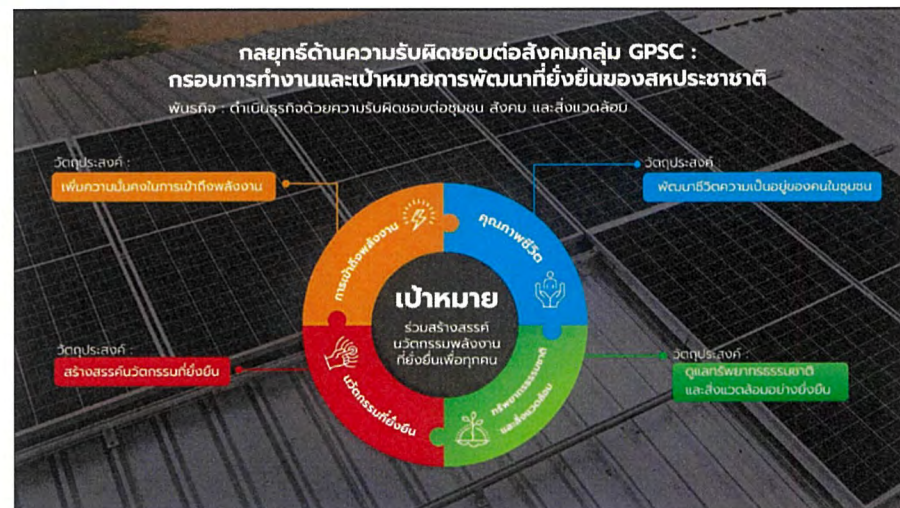 กลยุทธ์ด้านความรับผิดชอบต่อสังคมกลุ่ม GPSC :
กรอบการทำงานและเป้าหมายการพัฒนาที่ยั่งยืนของสหประชาชาติ
พันธกิจ : ดำเนินธุรกิจด้วยความรับผิดชอบต่อชุมชน สังคม และสิ่งแวดล้อม
วัตถุประสงค์ :
เพิ่มความมั่นคงในการเข้าถึงพลังงาน
วัตถุประสงค์ :
พัฒนาชีวิตความเป็นอยู่ของคนในชุมชน
การเข้าถึงพลังงาน
คุณภาพชีวิต
เป้าหมาย
ร่วมสร้างสรรค์
นวัตกรรมพลังงาน
ที่ยั่งยืนเพื่อทุกคน
วัตถุประสงค์ :
สร้างสรรค์นวัตกรรมที่ยั่งยืน
วัตถุประสงค์ :
ดูแลทรัพยากรธรรมชาติ
และสิ่งแวดล้อมอย่างยั่งยืน
นวัตกรรมที่ยั่งยืน
ทรัพยากรธรรมชาติ
และสิ่งแวดล้อม